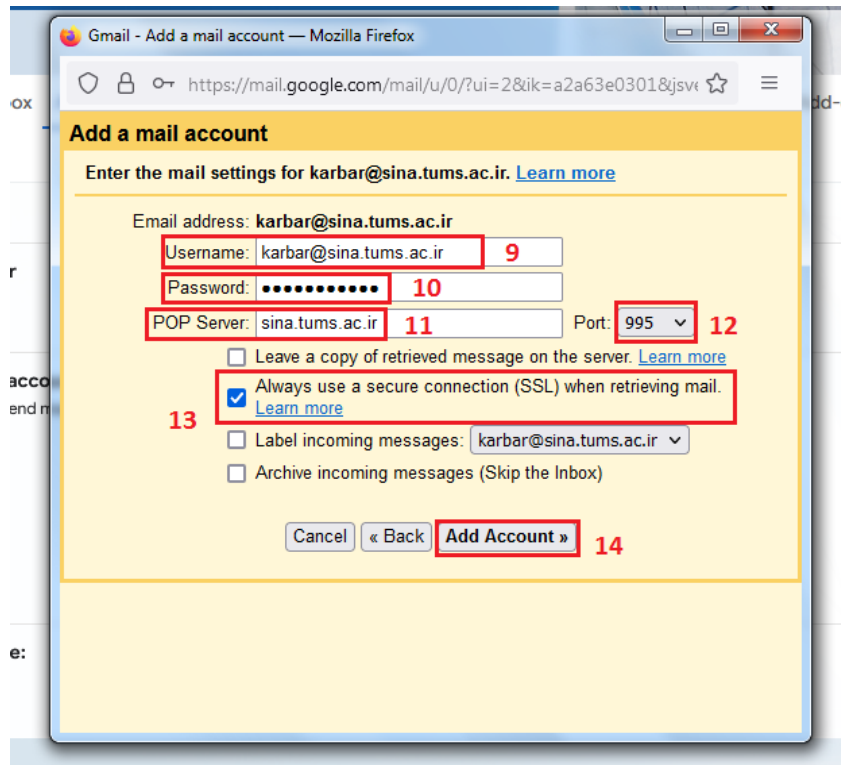 Gmail - Add a mail account — Mozilla Firefox
https://mail.google.com/mail/u/0/?ui=2&ik=a2a63e0301&jsve
ox
dd-
Add a mail account
Enter the mail settings for karbar@sina.tums.ac.ir. Learn more
Email address: karbar@sina.tums.ac.ir
Username: karbar@sina.tums.ac.ir 9
r
Password: ●●●●●●●●●●● 10
POP Server: sina.tums.ac.ir 11 Port: 995 12
Leave a copy of retrieved message on the server. Learn more
acco
Always use a secure connection (SSL) when retrieving mail.
end m
Learn more
13
Label incoming messages: karbar@sina.tums.ac.ir
Archive incoming messages (Skip the Inbox)
Cancel « Back Add Account » 14
e: